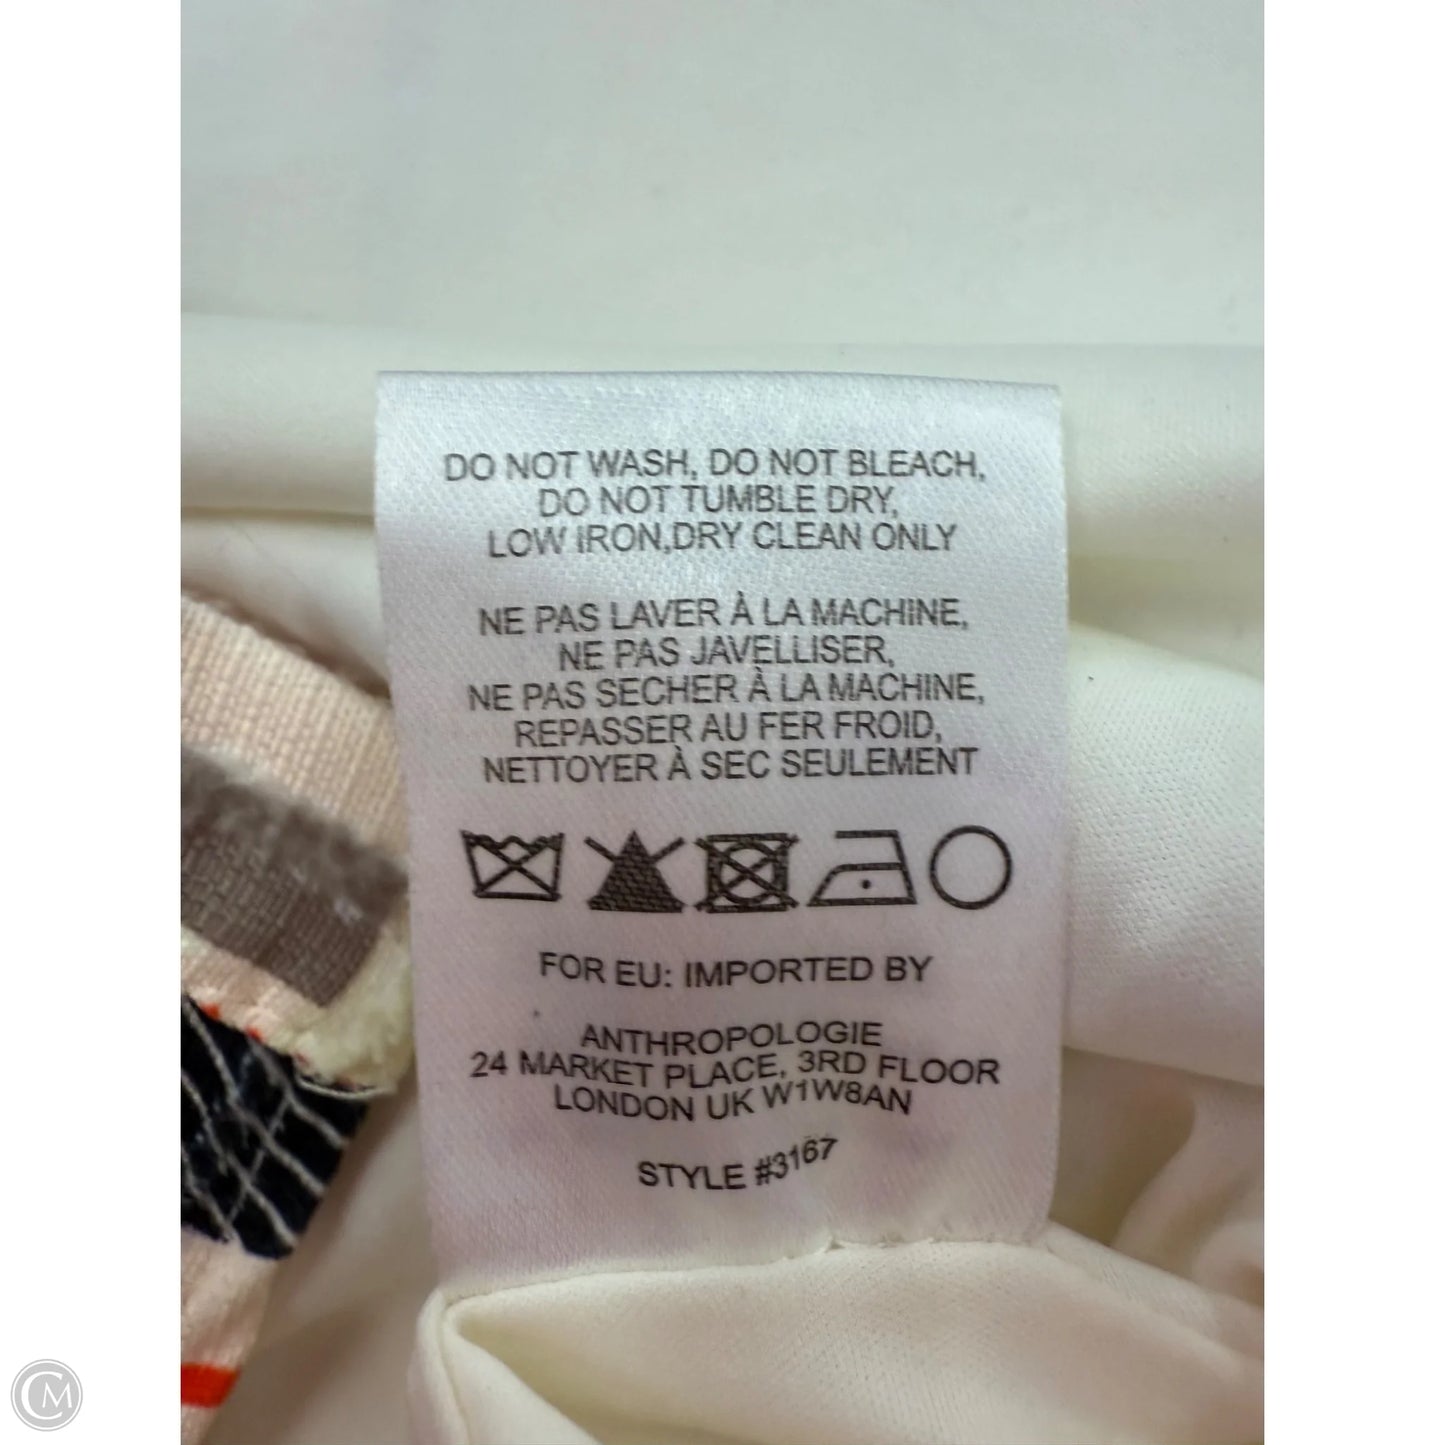 DO NOT WASH, DO NOT BLEACH,
DO NOT TUMBLE DRY,
LOW IRON,DRY CLEAN ONLY
NE PAS LAVER À LA MACHINE,
NE PAS JAVELLISER,
NE PAS SECHER À LA MACHINE,
REPASSER AU FER FROID,
NETTOYER À SEC SEULEMENT
FOR EU: IMPORTED BY
ANTHROPOLOGIE
24 MARKET PLACE, 3RD FLOOR
LONDON UK W1W8AN
STYLE #3167
CM